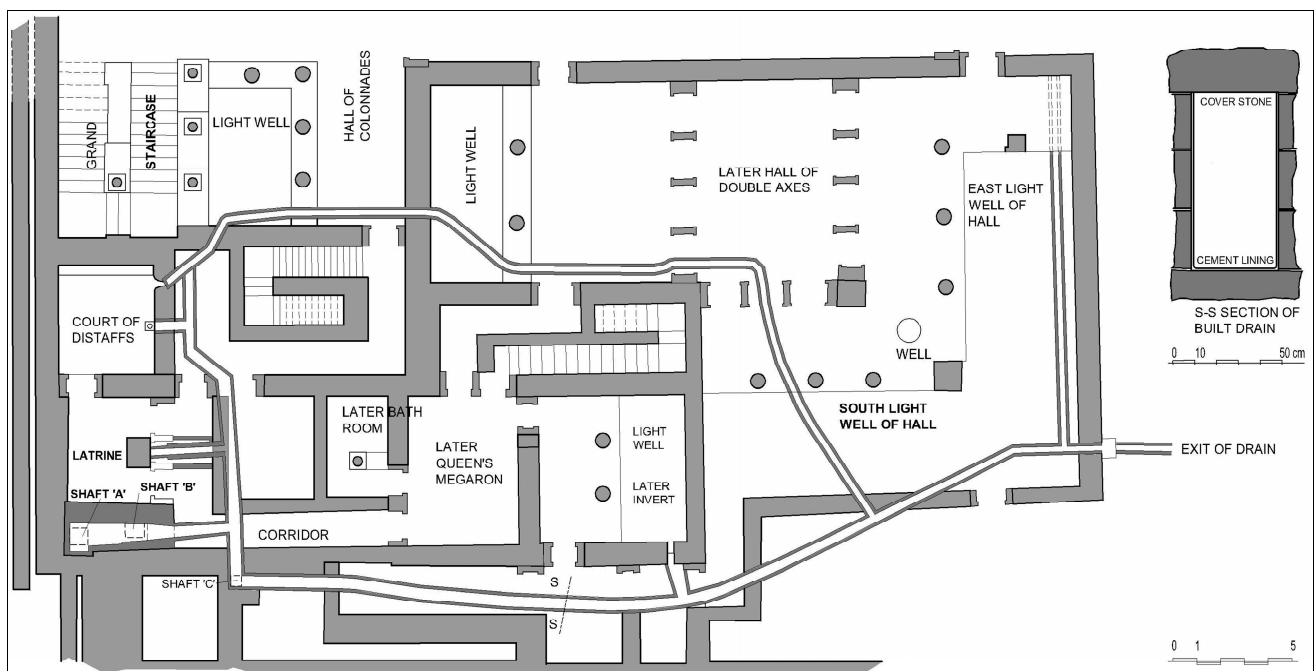 GRAND
STAIRCASE
LIGHT WELL
HALL OF
COLONNADES
LIGHT WELL
LATER HALL OF
DOUBLE AXES
EAST LIGHT
WELL OF
HALL
COVER STONE
CEMENT LINING
S-S SECTION OF
BUILT DRAIN
0 10 50 cm
COURT OF
DISTAFFS
WELL
LATER BATH
ROOM
SOUTH LIGHT
WELL OF HALL
LATRINE
LATER
QUEEN'S
MEGARON
LIGHT
WELL
LATER
INVERT
EXIT OF DRAIN
SHAFT 'A'
SHAFT 'B'
CORRIDOR
SHAFT 'C'
S
S
0 1 5